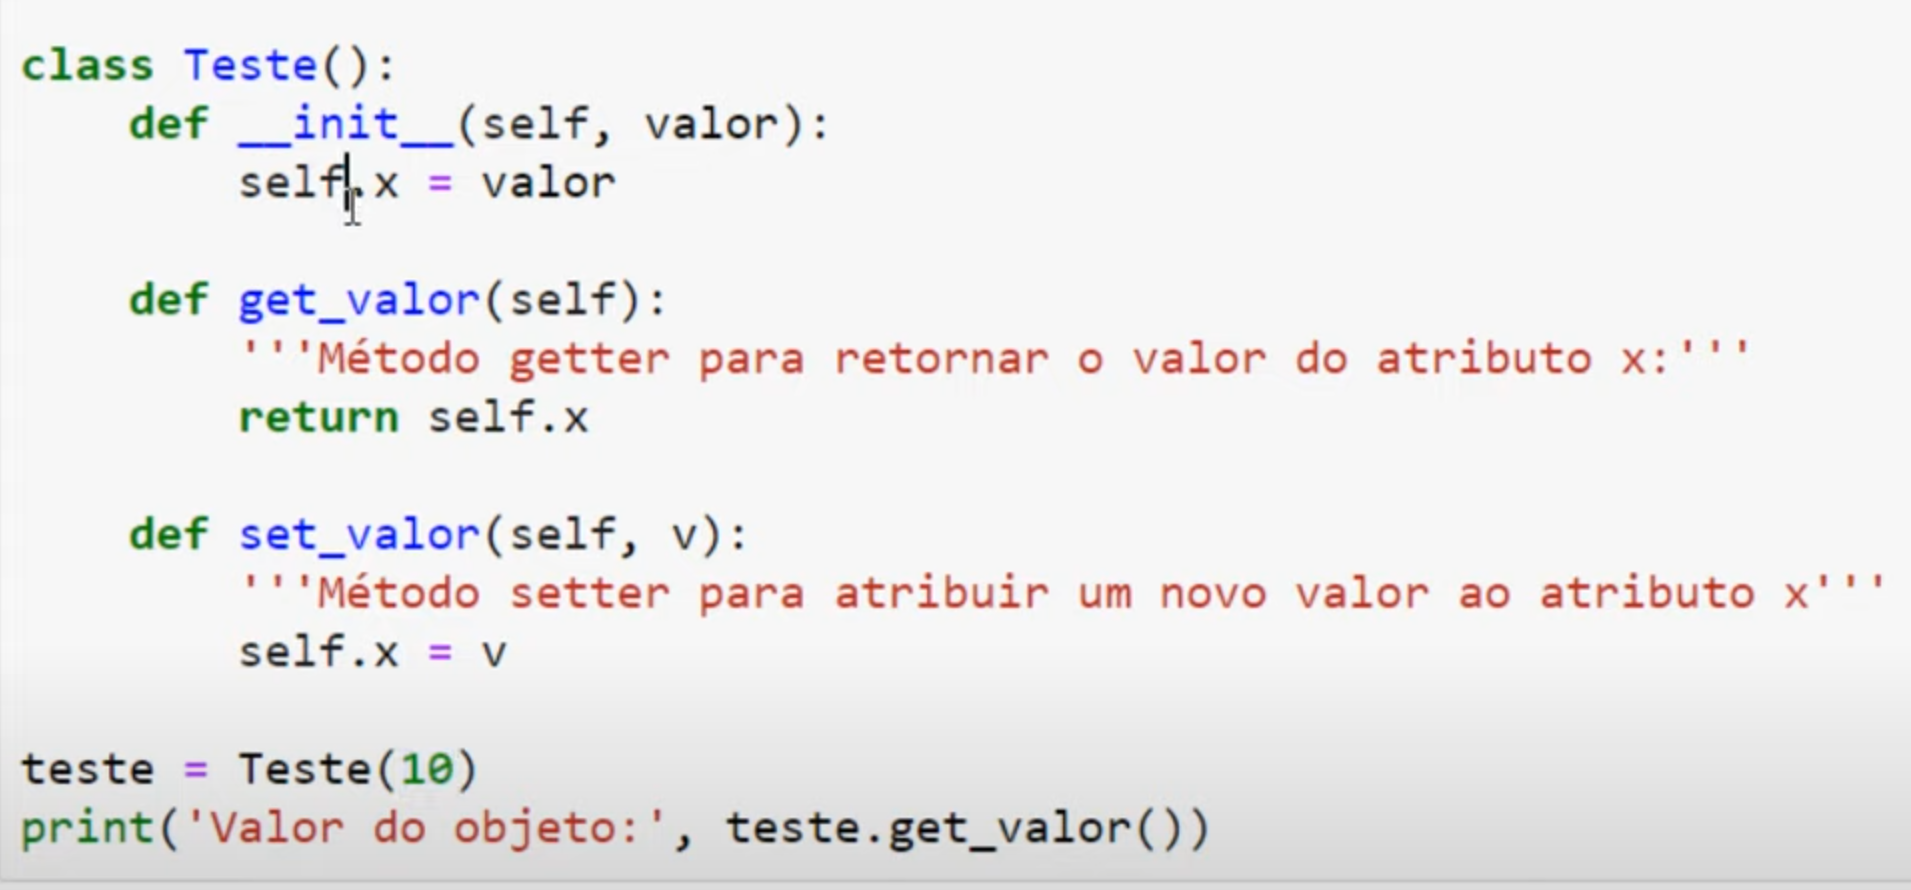 class Teste():
    def __init__(self, valor):
        self.x = valor
    def get_valor(self):
        '''Método getter para retornar o valor do atributo x:'''
        return self.x
    def set_valor(self, v):
        '''Método setter para atribuir um novo valor ao atributo x'''
        self.x = v
teste = Teste(10)
print('Valor do objeto:', teste.get_valor())